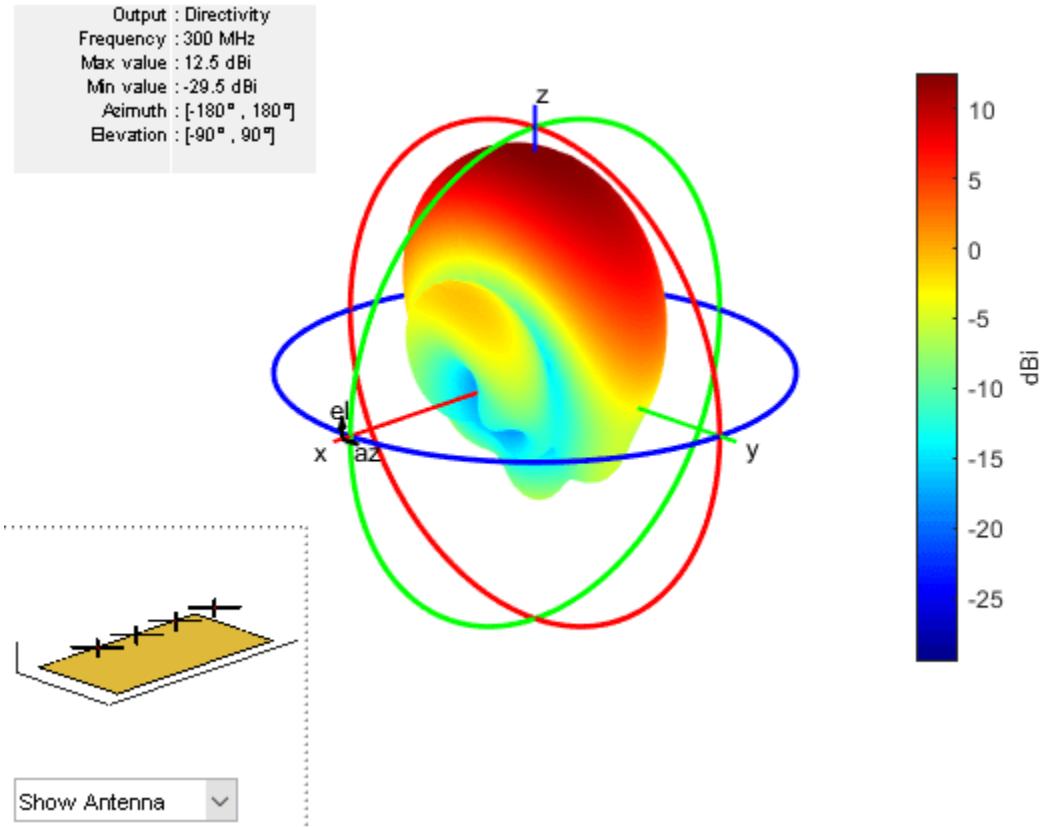 Output : Directivity
Frequency : 300 MHz
Max value : 12.5 dBi
Min value : -29.5 dBi
Azimuth : [-180° , 180°]
Elevation : [-90° , 90°]
z
10
5
0
-5
-10
-15
-20
-25
dBi
el
x
az
y
Show Antenna